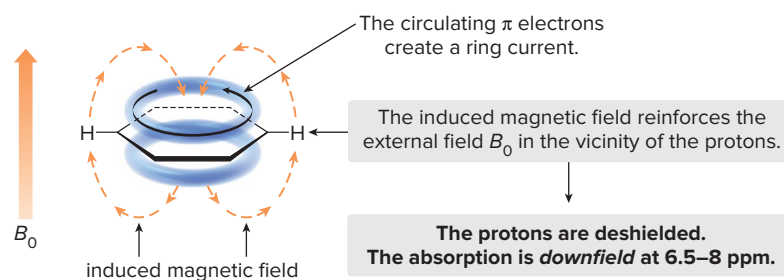 The circulating π electrons
create a ring current.
H
H
The induced magnetic field reinforces the
external field B₀ in the vicinity of the protons.
B₀
The protons are deshielded.
The absorption is downfield at 6.5–8 ppm.
induced magnetic field